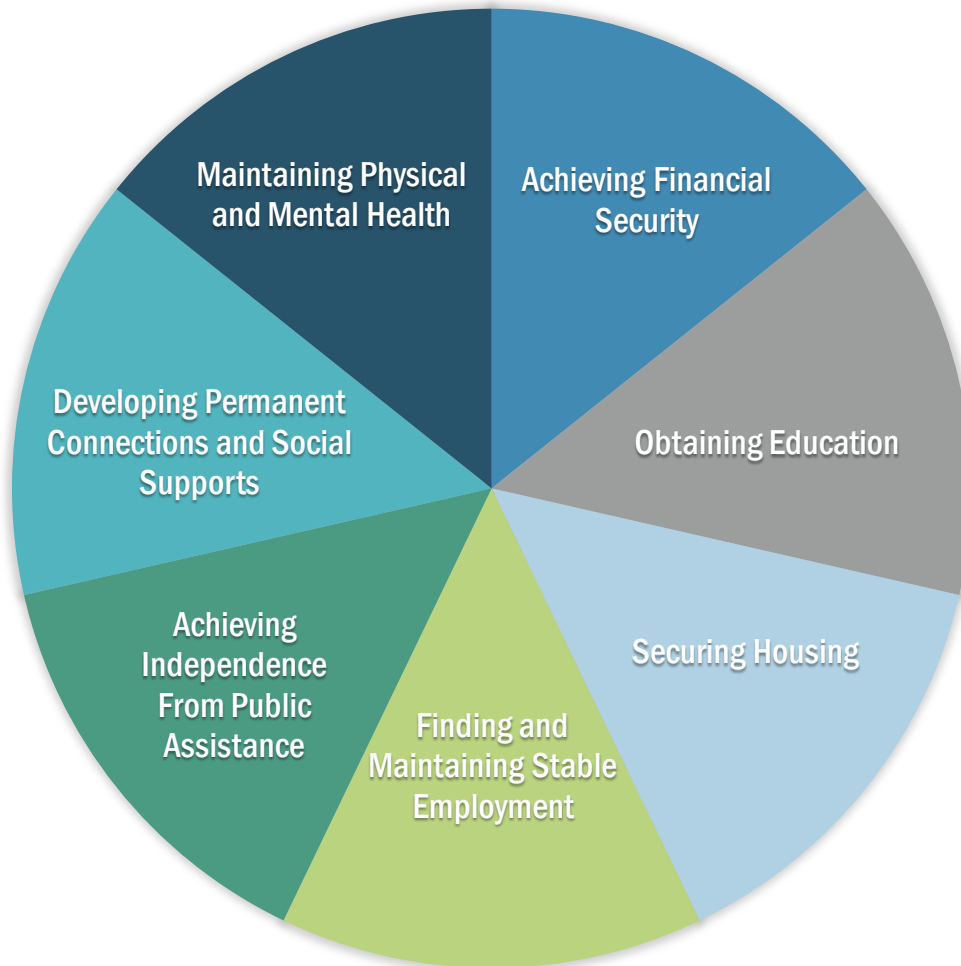 Maintaining Physical
and Mental Health
Achieving Financial
Security
Obtaining Education
Securing Housing
Finding and
Maintaining Stable
Employment
Achieving
Independence
From Public
Assistance
Developing Permanent
Connections and Social
Supports